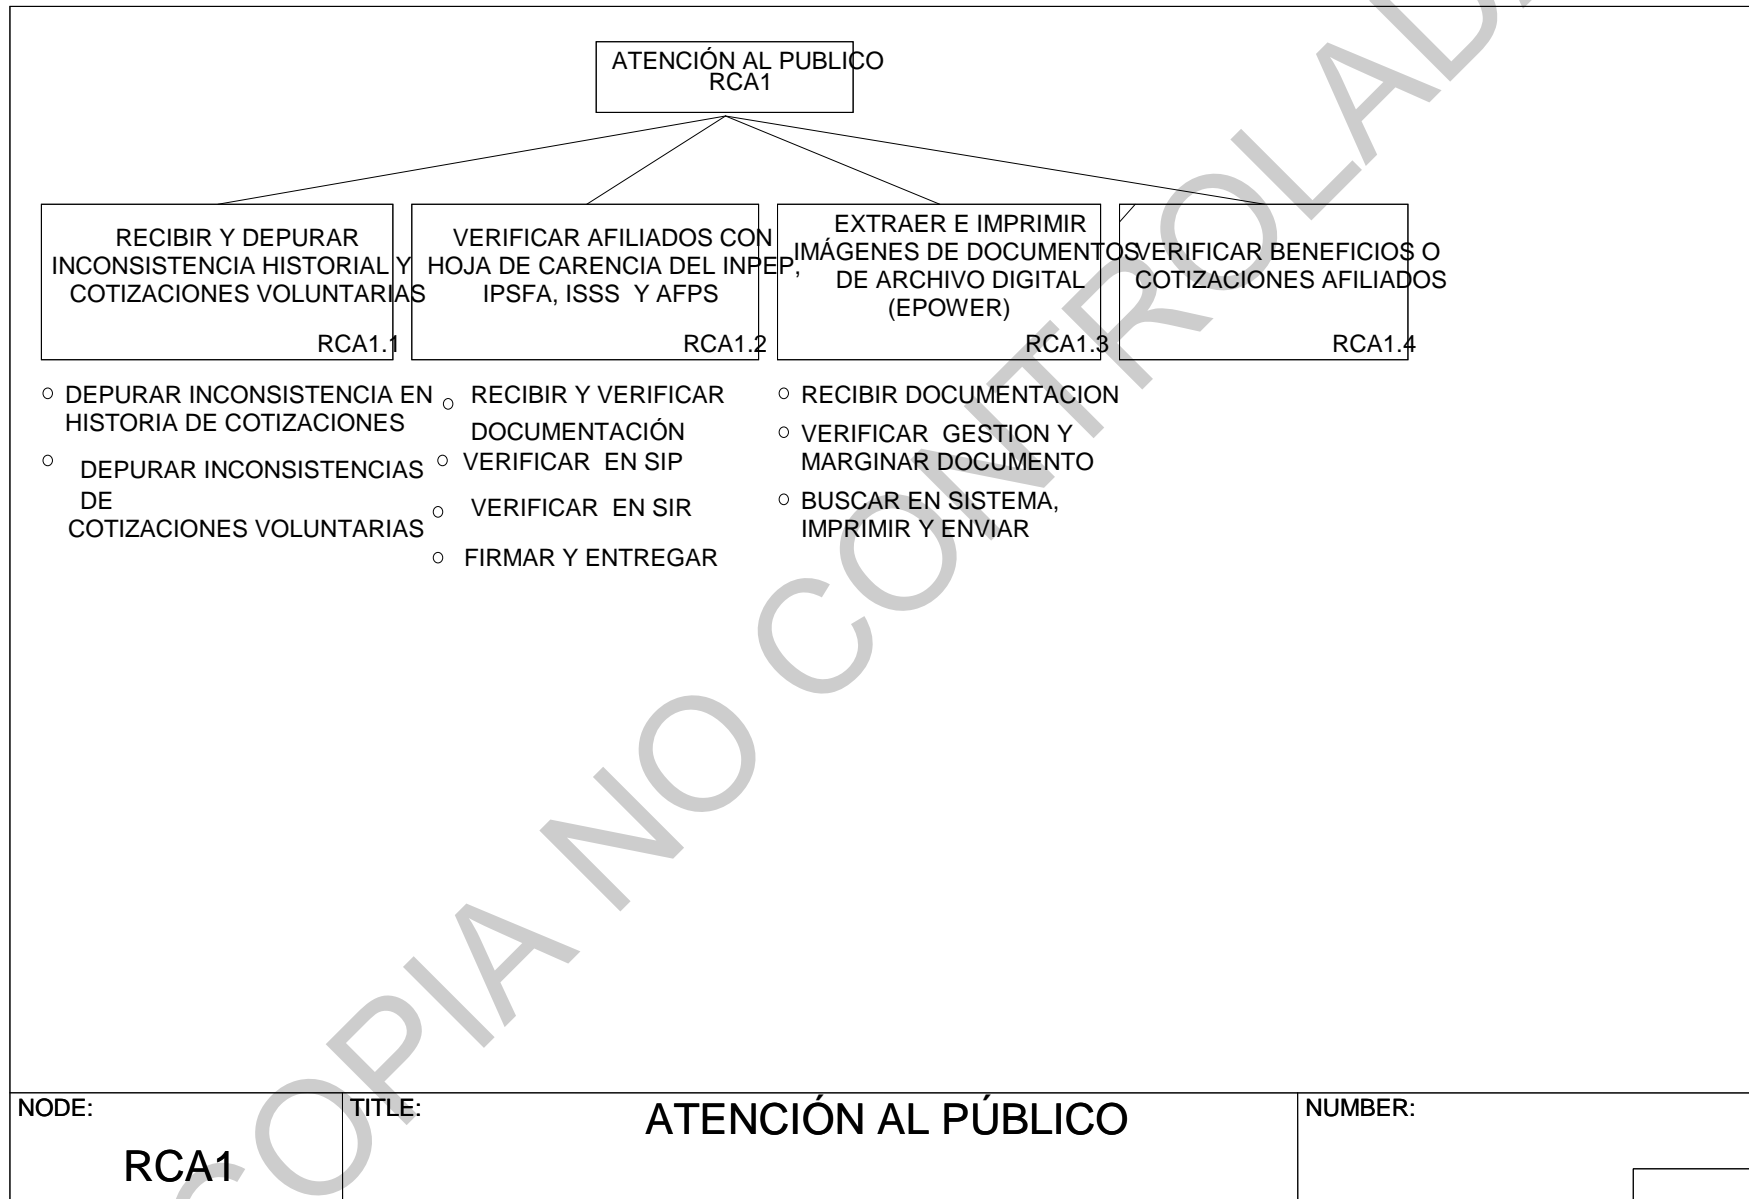 ATENCIÓN AL PUBLICO
RCA1
RECIBIR Y DEPURAR
INCONSISTENCIA HISTORIAL Y
COTIZACIONES VOLUNTARIAS
RCA1.1
VERIFICAR AFILIADOS CON
HOJA DE CARENCIA DEL INPEP,
IPSFA, ISSS Y AFPS
RCA1.2
EXTRAER E IMPRIMIR
IMÁGENES DE DOCUMENTOS
DE ARCHIVO DIGITAL
(EPOWER)
RCA1.3
VERIFICAR BENEFICIOS O
COTIZACIONES AFILIADOS
RCA1.4
DEPURAR INCONSISTENCIA EN
HISTORIA DE COTIZACIONES
DEPURAR INCONSISTENCIAS
DE
COTIZACIONES VOLUNTARIAS
RECIBIR Y VERIFICAR
DOCUMENTACIÓN
VERIFICAR EN SIP
VERIFICAR EN SIR
FIRMAR Y ENTREGAR
RECIBIR DOCUMENTACION
VERIFICAR GESTION Y
MARGINAR DOCUMENTO
BUSCAR EN SISTEMA,
IMPRIMIR Y ENVIAR
COPIA NO CONTROLADA
NODE:
RCA1
TITLE:
ATENCIÓN AL PÚBLICO
NUMBER: